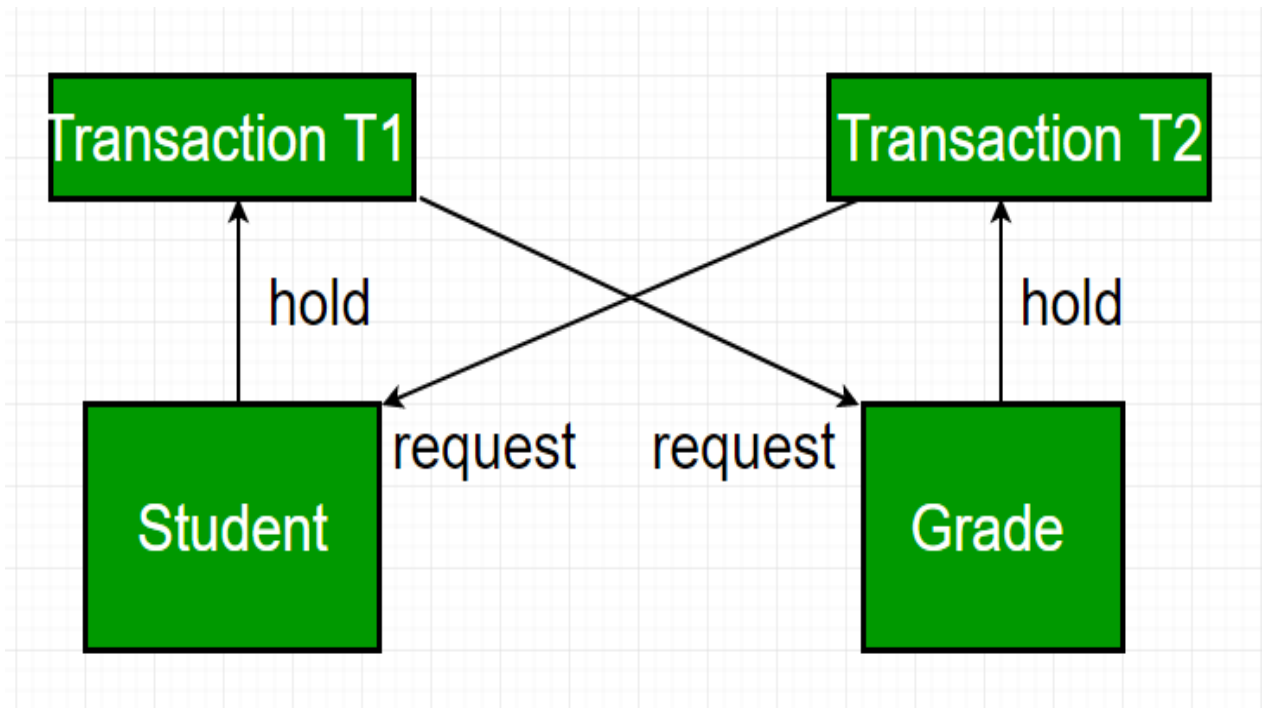 Transaction T1
Transaction T2
hold
hold
request
request
Student
Grade